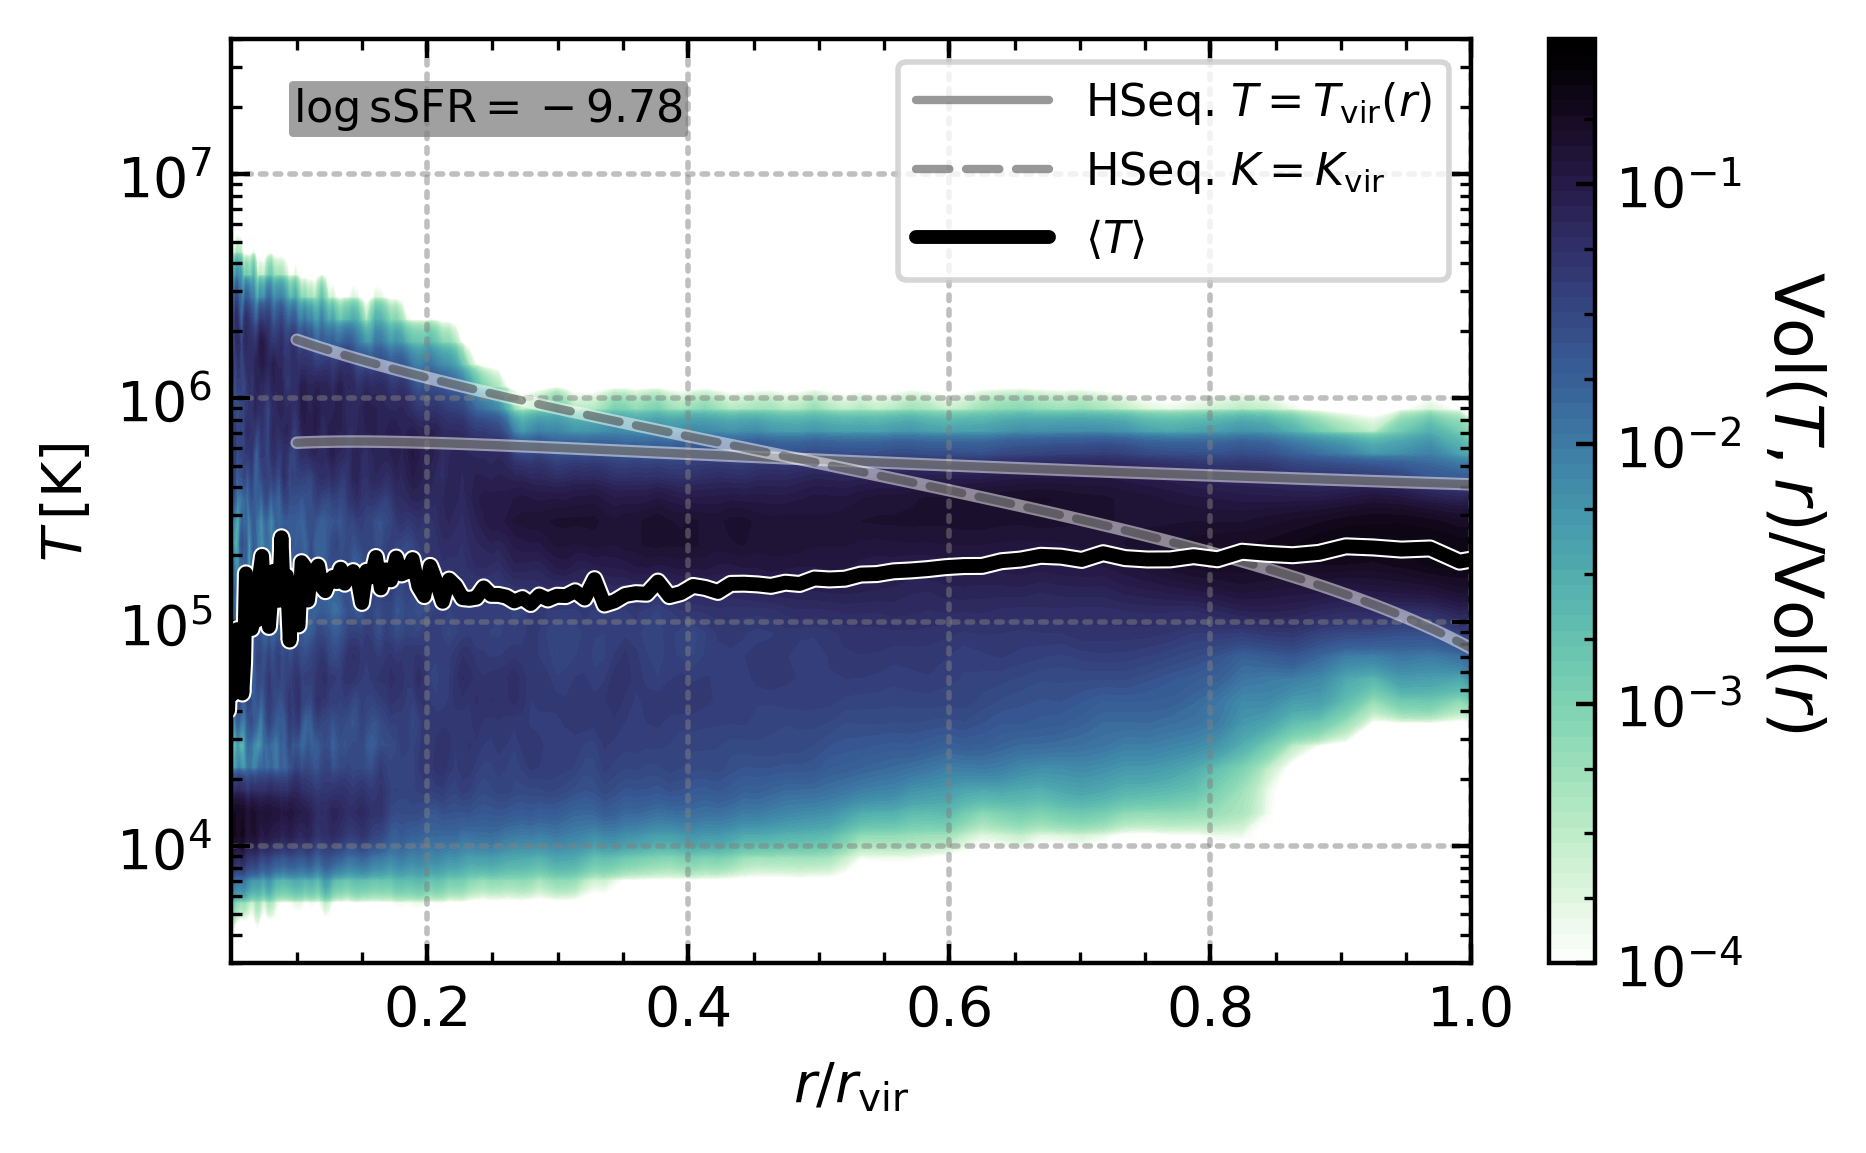 log sSFR = −9.78
HSeq. T = T_vir(r)
HSeq. K = K_vir
⟨T⟩
10^7
10^6
10^5
10^4
T [K]
0.2 0.4 0.6 0.8 1.0
r/r_vir
10^−1
10^−2
10^−3
10^−4
Vol(T, r)/Vol(r)